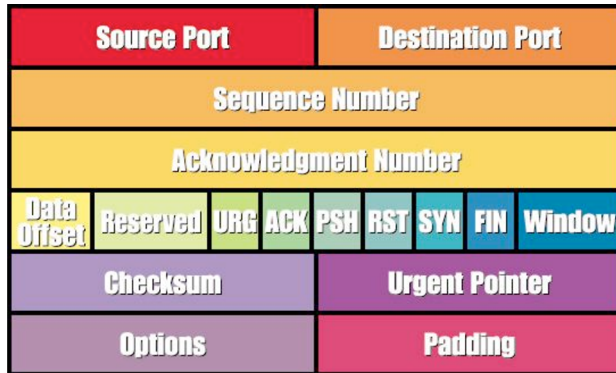 Source Port Destination Port
Sequence Number
Acknowledgment Number
Data Offset Reserved URG ACK PSH RST SYN FIN Window
Checksum Urgent Pointer
Options Padding